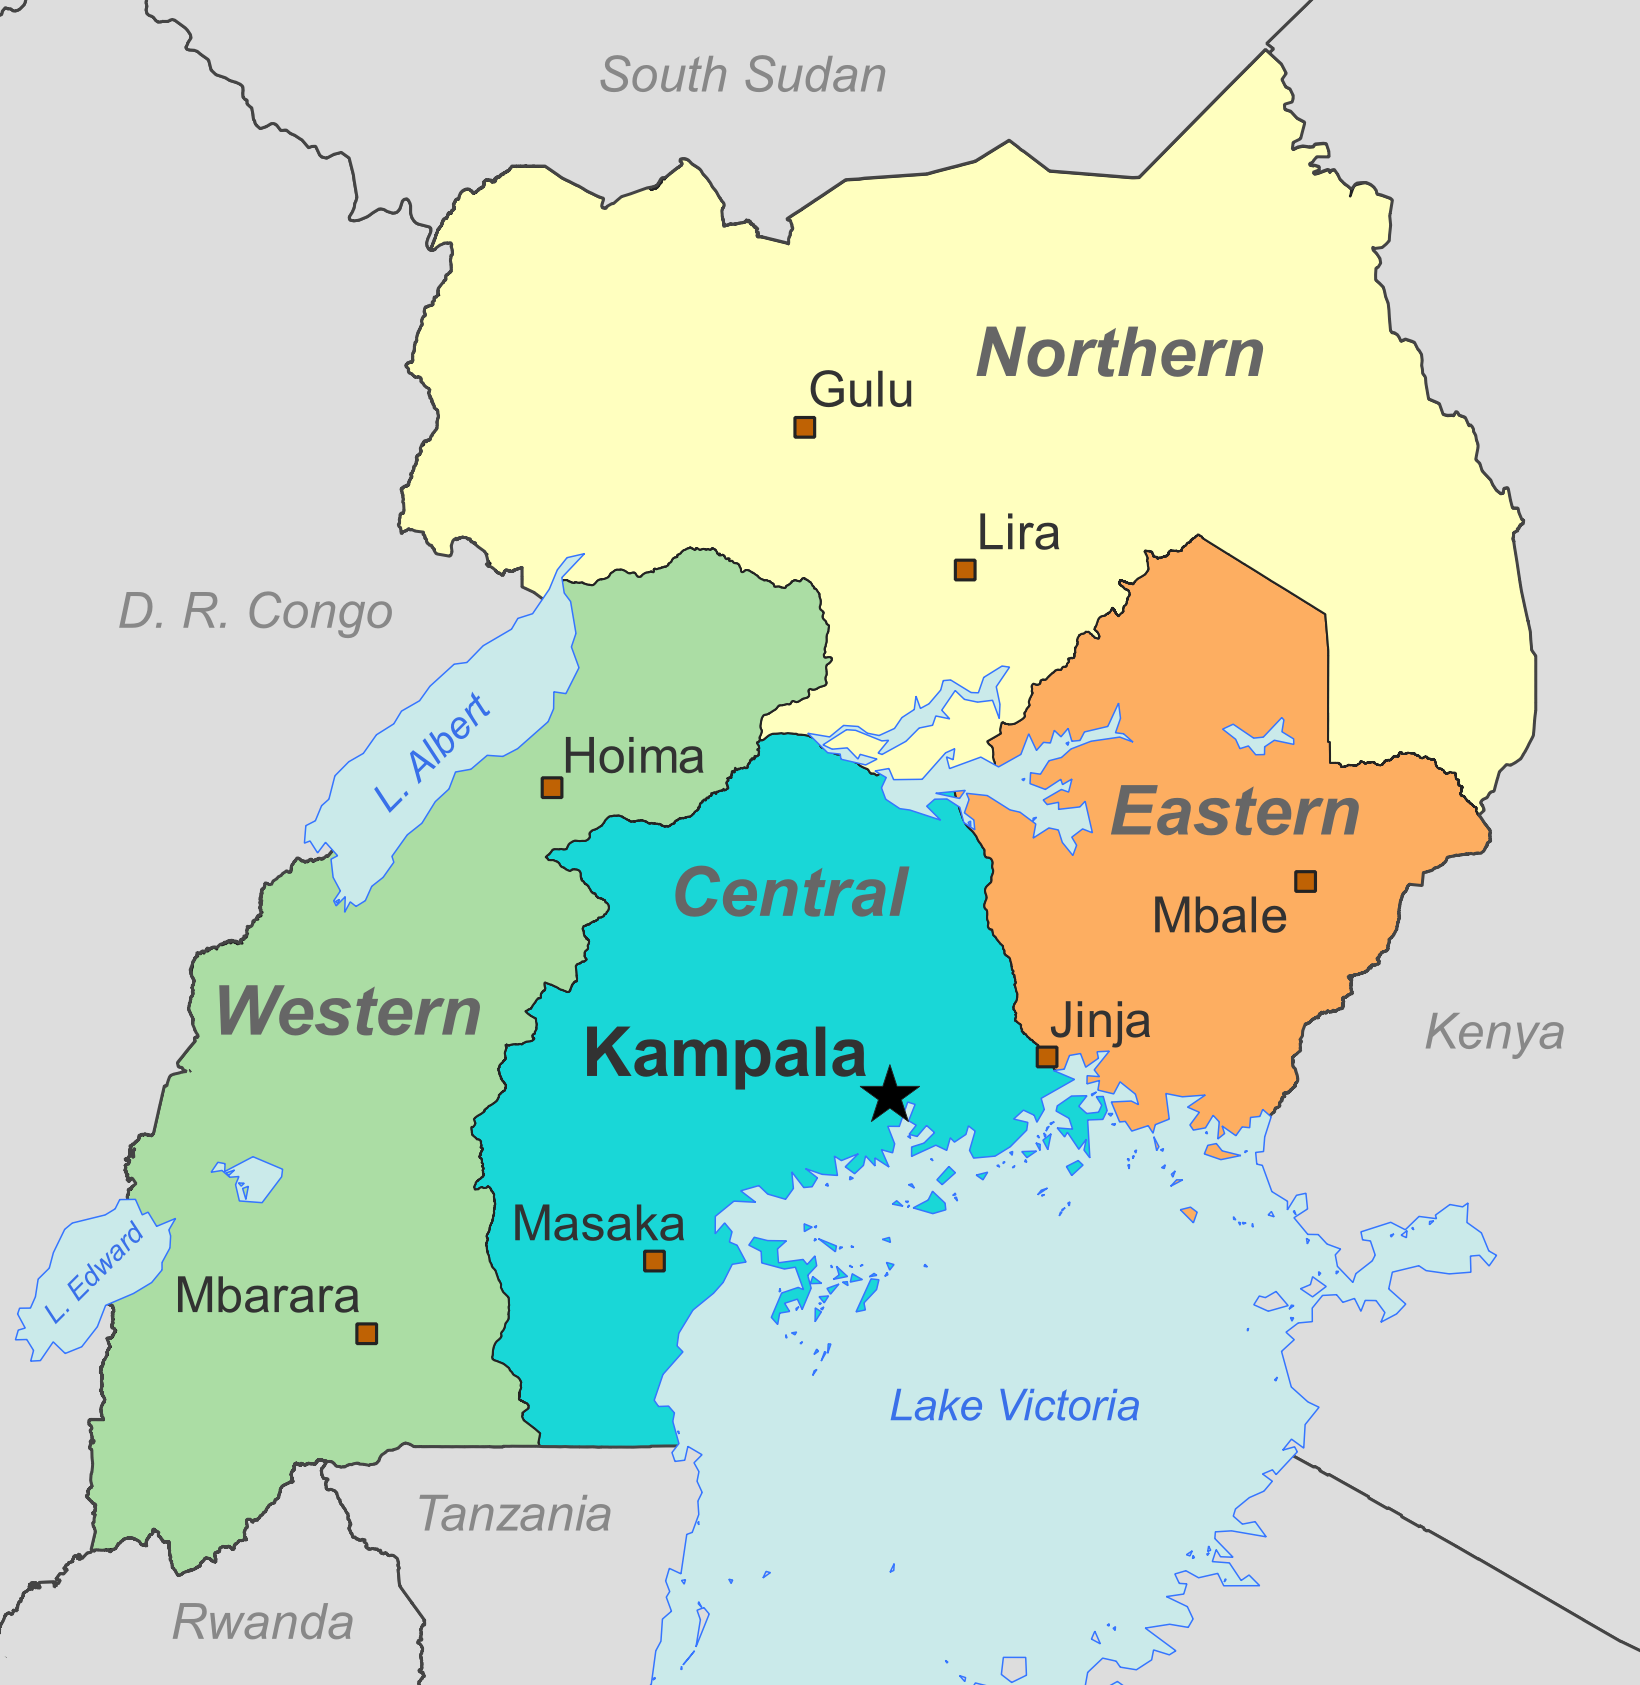 South Sudan
Northern
Gulu
Lira
D. R. Congo
L. Albert
Hoima
Eastern
Central
Mbale
Western
Jinja
Kenya
Kampala
Masaka
L. Edward
Mbarara
Lake Victoria
Tanzania
Rwanda